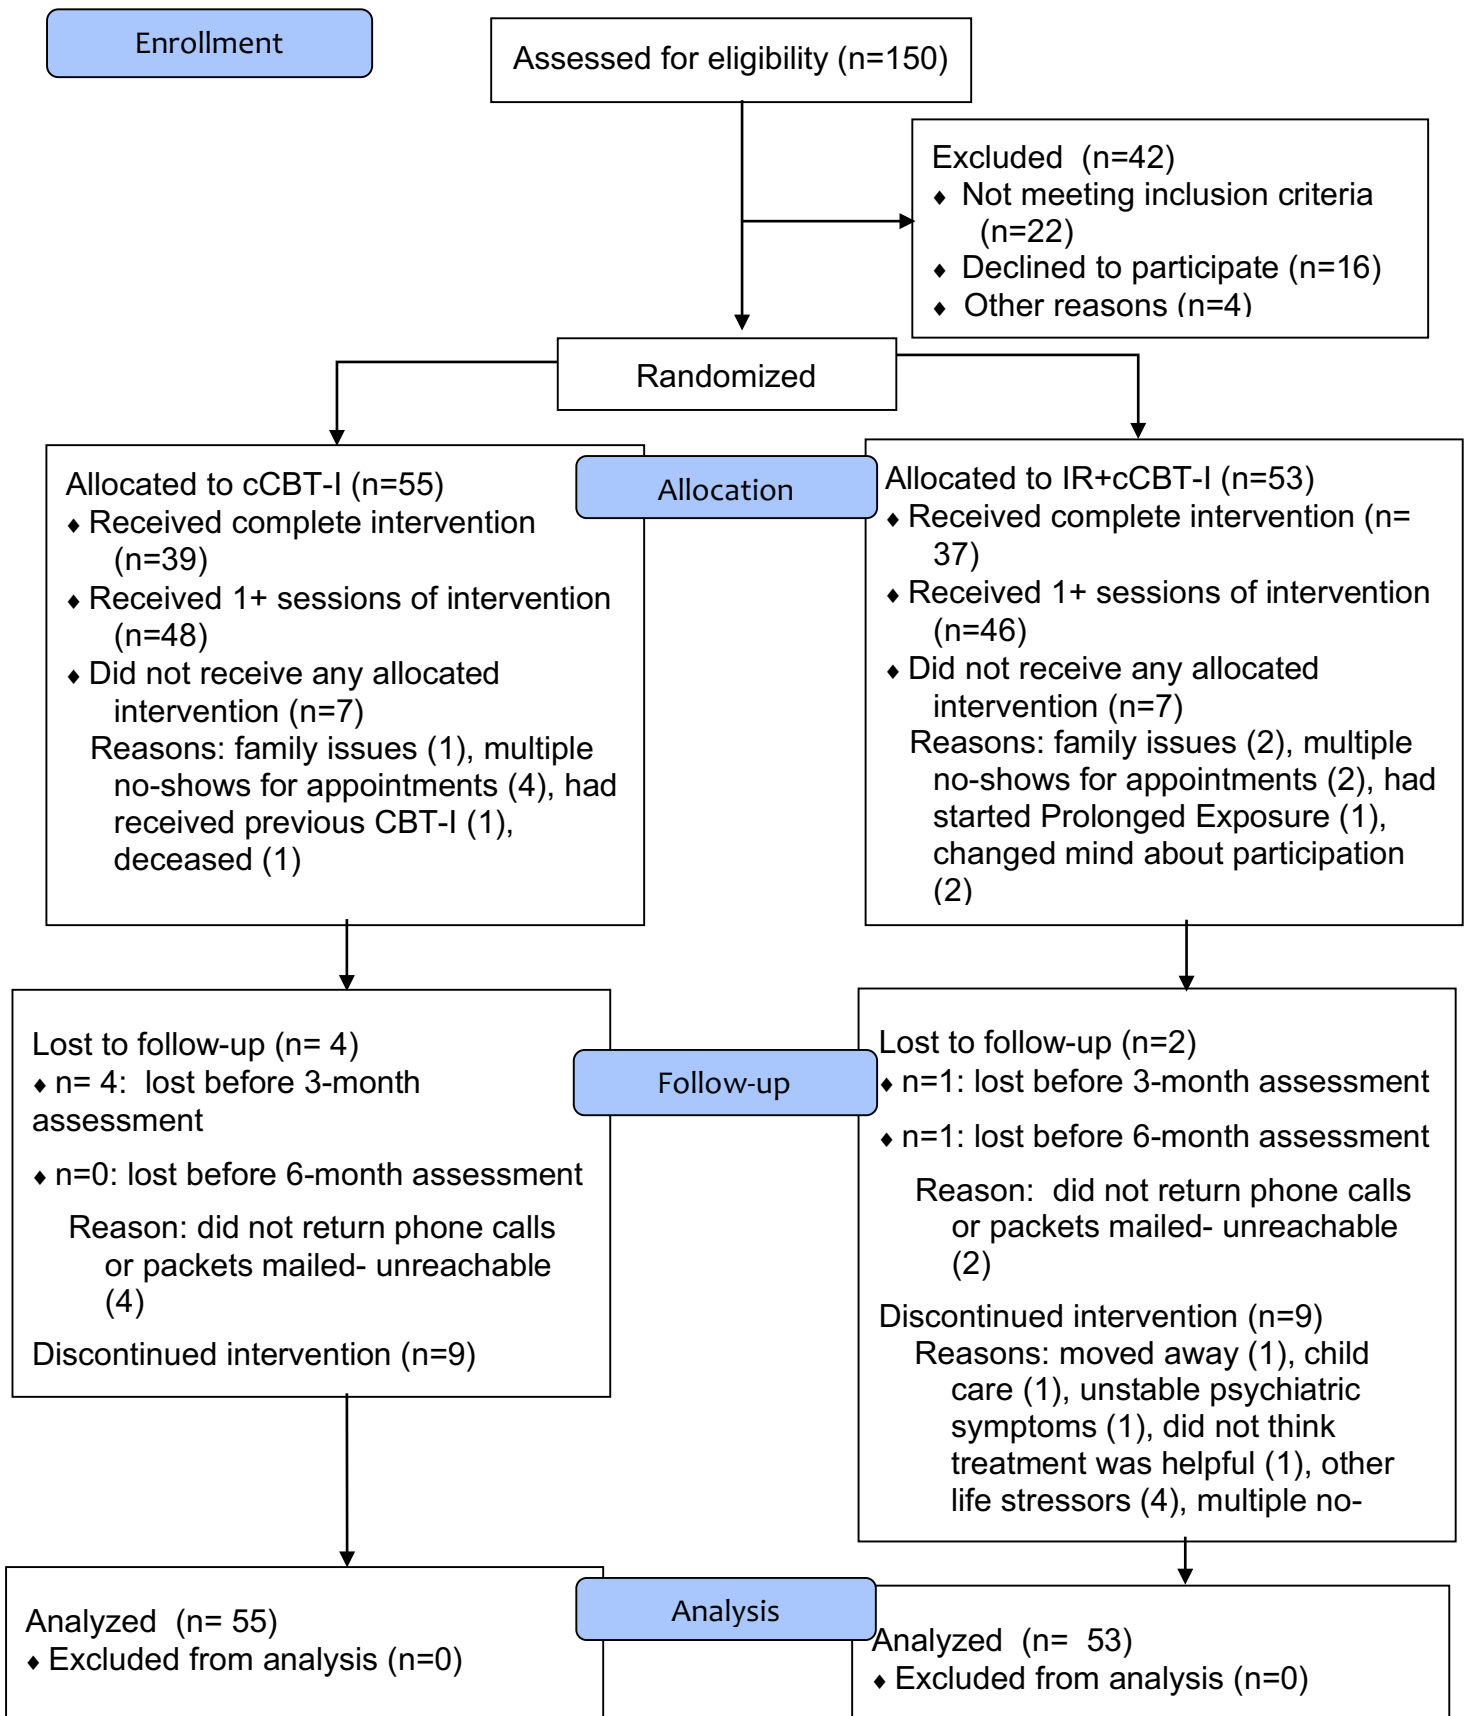 Enrollment
Assessed for eligibility (n=150)
Excluded  (n=42)
♦ Not meeting inclusion criteria
(n=22)
♦ Declined to participate (n=16)
♦ Other reasons (n=4)
Randomized
Allocated to cCBT-I (n=55)
♦ Received complete intervention
(n=39)
♦ Received 1+ sessions of intervention
(n=48)
♦ Did not receive any allocated
intervention (n=7)
Reasons: family issues (1), multiple
no-shows for appointments (4), had
received previous CBT-I (1),
deceased (1)
Allocation
Allocated to IR+cCBT-I (n=53)
♦ Received complete intervention (n=
37)
♦ Received 1+ sessions of intervention
(n=46)
♦ Did not receive any allocated
intervention (n=7)
Reasons: family issues (2), multiple
no-shows for appointments (2), had
started Prolonged Exposure (1),
changed mind about participation
(2)
Lost to follow-up (n= 4)
♦ n= 4:  lost before 3-month
assessment
♦ n=0: lost before 6-month assessment
Reason: did not return phone calls
or packets mailed- unreachable
(4)
Discontinued intervention (n=9)
Follow-up
Lost to follow-up (n=2)
♦ n=1: lost before 3-month assessment
♦ n=1: lost before 6-month assessment
Reason:  did not return phone calls
or packets mailed- unreachable
(2)
Discontinued intervention (n=9)
Reasons: moved away (1), child
care (1), unstable psychiatric
symptoms (1), did not think
treatment was helpful (1), other
life stressors (4), multiple no-
Analyzed  (n= 55)
♦ Excluded from analysis (n=0)
Analysis
Analyzed  (n=  53)
♦ Excluded from analysis (n=0)